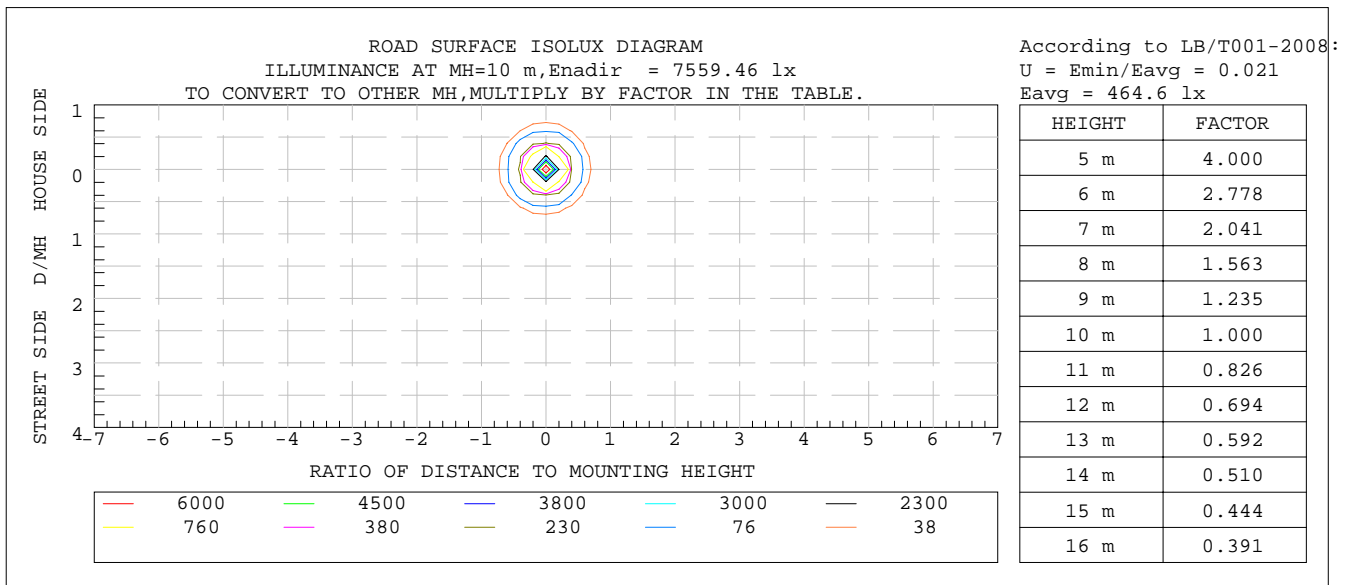 ROAD SURFACE ISOLUX DIAGRAM
ILLUMINANCE AT MH=10 m,Enadir = 7559.46 lx
TO CONVERT TO OTHER MH,MULTIPLY BY FACTOR IN THE TABLE.
STREET SIDE D/MH HOUSE SIDE
1
0
1
2
3
4
-7 -6 -5 -4 -3 -2 -1 0 1 2 3 4 5 6 7
RATIO OF DISTANCE TO MOUNTING HEIGHT
6000 4500 3800 3000 2300
760 380 230 76 38
According to LB/T001-2008:
U = Emin/Eavg = 0.021
Eavg = 464.6 lx
HEIGHT FACTOR
5 m 4.000
6 m 2.778
7 m 2.041
8 m 1.563
9 m 1.235
10 m 1.000
11 m 0.826
12 m 0.694
13 m 0.592
14 m 0.510
15 m 0.444
16 m 0.391